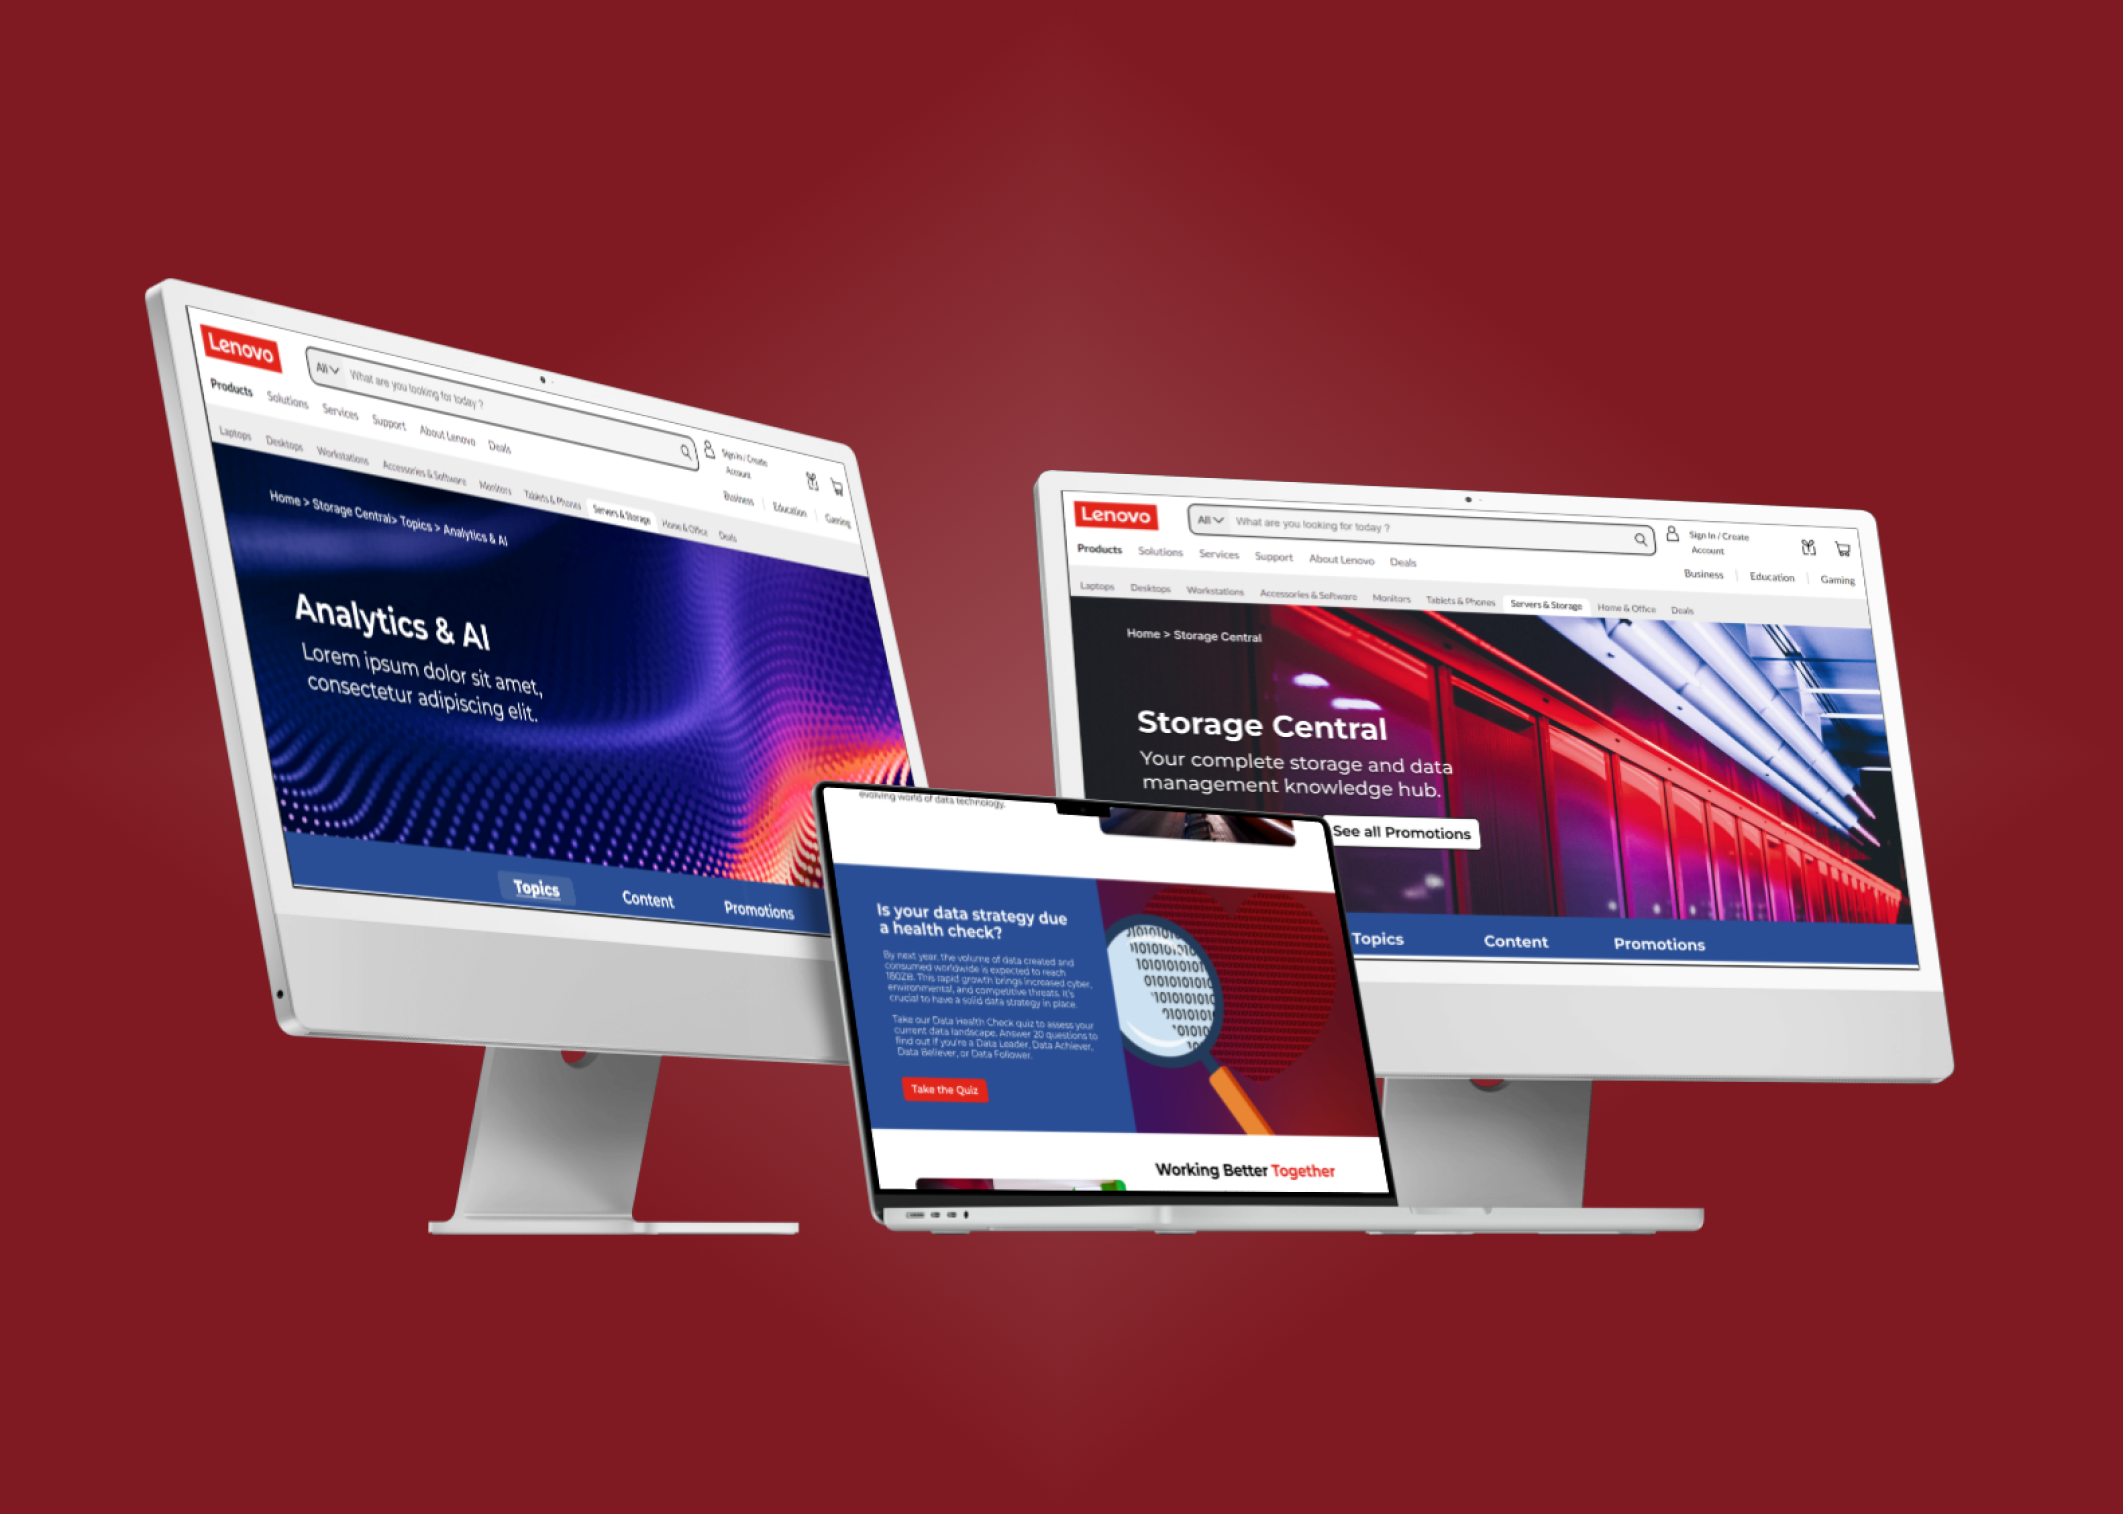 Lenovo
All
What are you looking for today ?
Sign in / Create
Account
Products Solutions Services Support About Lenovo Deals
Business Education Gaming
Laptops Desktops Workstations Accessories & Software Monitors Tablets & Phones Servers & Storage Home & Office Deals
Home > Storage Central> Topics > Analytics & AI
Analytics & AI
Lorem ipsum dolor sit amet,
consectetur adipiscing elit.
Topics Content Promotions
evolving world of data technology.
Is your data strategy due
a health check?
By next year, the volume of data created and
consumed worldwide is expected to reach
180ZB. This rapid growth brings increased cyber,
environmental, and competitive threats. It's
crucial to have a solid data strategy in place.
Take our Data Health Check quiz to assess your
current data landscape. Answer 20 questions to
find out if you're a Data Leader, Data Achiever,
Data Believer, or Data Follower.
Take the Quiz
Working Better Together
Lenovo
All
What are you looking for today ?
Sign In / Create
Account
Products Solutions Services Support About Lenovo Deals
Business Education Gaming
Laptops Desktops Workstations Accessories & Software Monitors Tablets & Phones Servers & Storage Home & Office Deals
Home > Storage Central
Storage Central
Your complete storage and data
management knowledge hub.
See all Promotions
Topics Content Promotions